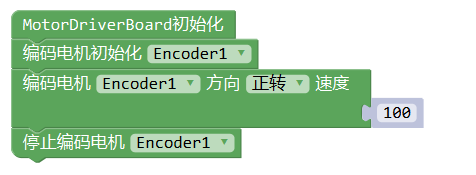 MotorDriverBoard初始化
编码电机初始化 Encoder1
编码电机 Encoder1 方向 正转 速度
100
停止编码电机 Encoder1